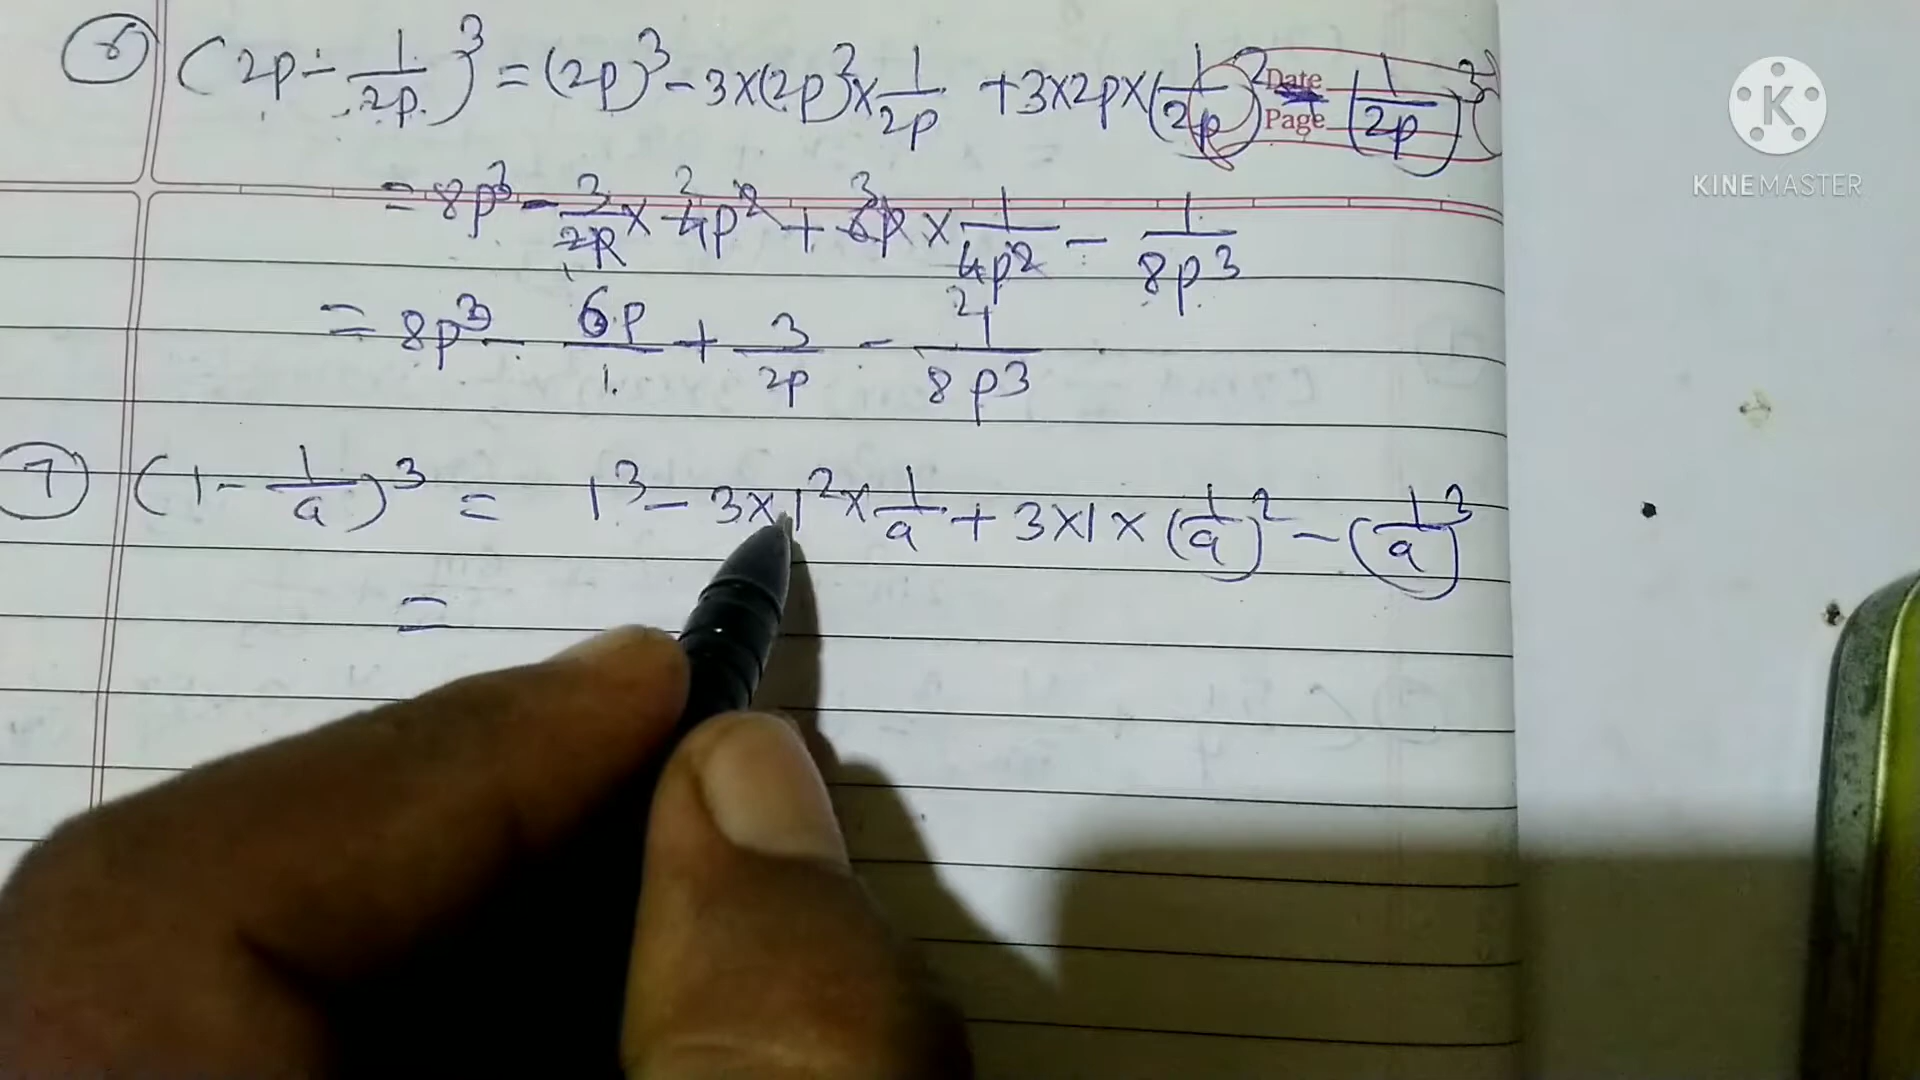 ⑥ (2p - 1/2p)³ = (2p)³ - 3×(2p)²×1/2p + 3×2p×(1/2p)² - (1/2p)³
Date
Page
KINEMASTER
= 8p³ - 3/2p × 4p² + 6p × 1/4p² - 1/8p³
= 8p³ - 6p/1 + 3/2p - 1/8p³
⑦ (1 - 1/a)³ = 1³ - 3×1²×1/a + 3×1×(1/a)² - (1/a)³
=